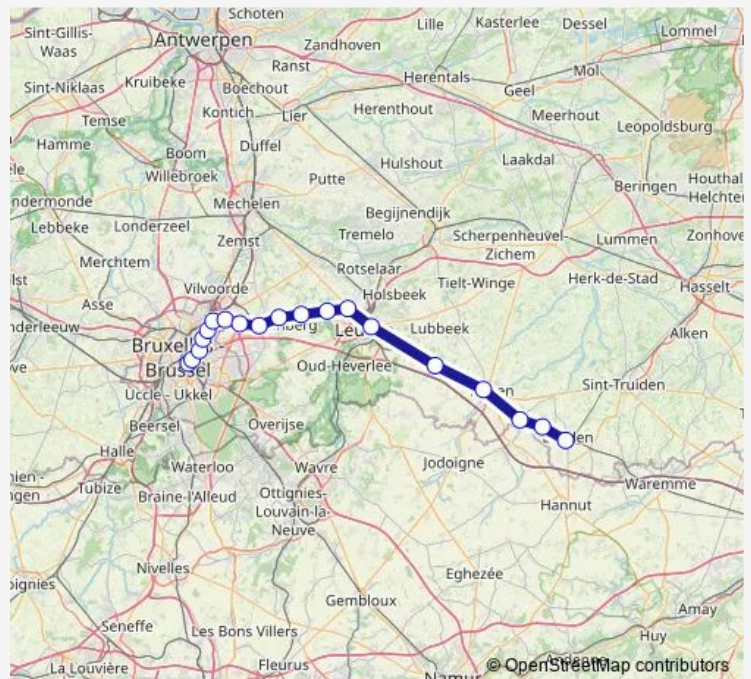 Schoten
Lille
Kasterlee
Dessel
Lommel
Sint-Gillis-
Waas
Antwerpen
Zandhoven
Ranst
Mol
Sint-Niklaas
Kruibeke
Boechout
Herentals
Geel
Kontich
Lier
Herenthout
Meerhout
Temse
Leopoldsburg
Hamme
Boom
Duffel
Hulshout
Laakdal
Willebroek
Putte
Beringen
Houthal
Helchter
ndermonde
Mechelen
Begijnendijk
Lebbeke
Londerzeel
Zemst
Tremelo
Scherpenheuvel-
Zichem
Lummen
Zonhove
Merchtem
Rotselaar
Tielt-Winge
Herk-de-Stad
Hasselt
lst
Asse
Vilvoorde
Holsbeek
nderleeuw
Lubbeek
Alken
Brussel
Oud-Heverlee
Sint-Truiden
Uccle - Ukkel
Beersel
Overijse
Halle
Waterloo
Wavre
Jodoigne
Waremme
Tubize
Braine-l'Alleud
Ottignies-
Louvain-la-
Neuve
Hannut
Nivelles
Eghezée
Gembloux
Amay
Seneffe
Les Bons Villers
Huy
La Louvière
Fleurus
© OpenStreetMap contributors